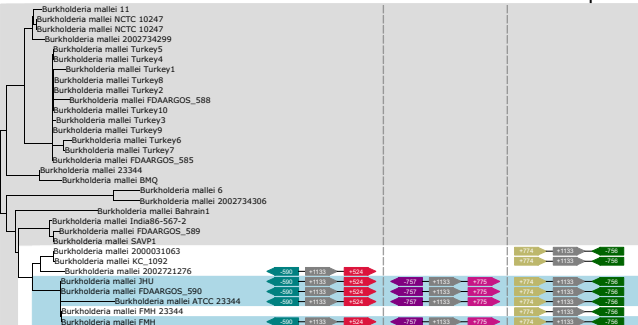 Burkholderia mallei 11
Burkholderia mallei NCTC 10247
Burkholderia mallei NCTC 10247
Burkholderia mallei 2002734299
Burkholderia mallei Turkey5
Burkholderia mallei Turkey4
Burkholderia mallei Turkey1
Burkholderia mallei Turkey8
Burkholderia mallei Turkey2
Burkholderia mallei FDAARGOS_588
Burkholderia mallei Turkey10
Burkholderia mallei Turkey3
Burkholderia mallei Turkey9
Burkholderia mallei Turkey6
Burkholderia mallei Turkey7
Burkholderia mallei FDAARGOS_585
Burkholderia mallei 23344
Burkholderia mallei BMQ
Burkholderia mallei 6
Burkholderia mallei 2002734306
Burkholderia mallei Bahrain1
Burkholderia mallei India86-567-2
Burkholderia mallei FDAARGOS_589
Burkholderia mallei SAVP1
Burkholderia mallei 2000031063 +774 +1133 -756
Burkholderia mallei KC_1092 +774 +1133 -756
Burkholderia mallei 2002721276 -590 +1133 +524
Burkholderia mallei JHU -590 +1133 +524 -757 +1133 +775 +774 +1133 -756
Burkholderia mallei FDAARGOS_590 -590 +1133 +524 -757 +1133 +775 +774 +1133 -756
Burkholderia mallei ATCC 23344 -590 +1133 +524 -757 +1133 +775 +774 +1133 -756
Burkholderia mallei FMH 23344 +774 +1133 -756
Burkholderia mallei FMH -590 +1133 +524 -757 +1133 +775 +774 +1133 -756